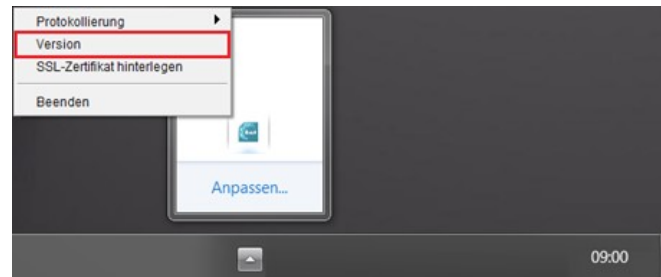 Protokollierung
Version
SSL-Zertifikat hinterlegen
Beenden
Anpassen...
09:00